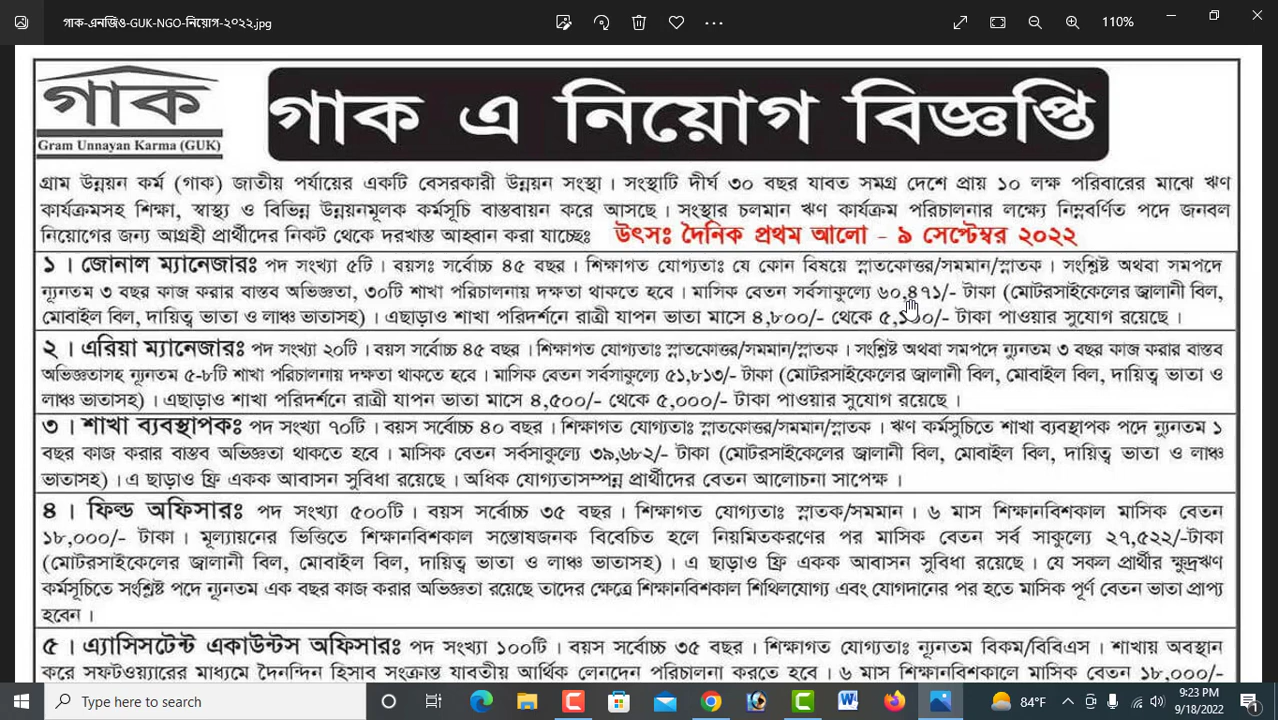 গাক-এনজিও-GUK-NGO-নিয়োগ-২০২২.jpg
110%
গাক
Gram Unnayan Karma (GUK)
গাক এ নিয়োগ বিজ্ঞপ্তি
গ্রাম উন্নয়ন কর্ম (গাক) জাতীয় পর্যায়ের একটি বেসরকারী উন্নয়ন সংস্থা। সংস্থাটি দীর্ঘ ৩০ বছর যাবত সমগ্র দেশে প্রায় ১০ লক্ষ পরিবারের মাঝে ঋণ
কার্যক্রমসহ শিক্ষা, স্বাস্থ্য ও বিভিন্ন উন্নয়নমূলক কর্মসূচি বাস্তবায়ন করে আসছে। সংস্থার চলমান ঋণ কার্যক্রম পরিচালনার লক্ষ্যে নিম্নবর্ণিত পদে জনবল
নিয়োগের জন্য আগ্রহী প্রার্থীদের নিকট থেকে দরখাস্ত আহ্বান করা যাচ্ছেঃ উৎসঃ দৈনিক প্রথম আলো - ৯ সেপ্টেম্বর ২০২২
১। জোনাল ম্যানেজারঃ পদ সংখ্যা ৫টি। বয়সঃ সর্বোচ্চ ৪৫ বছর। শিক্ষাগত যোগ্যতাঃ যে কোন বিষয়ে স্নাতকোত্তর/সমমান/স্নাতক। সংশ্লিষ্ট অথবা সমপদে
ন্যূনতম ৩ বছর কাজ করার বাস্তব অভিজ্ঞতা, ৩০টি শাখা পরিচালনায় দক্ষতা থাকতে হবে। মাসিক বেতন সর্বসাকুল্যে ৬০,৪৭১/- টাকা (মোটরসাইকেলের জ্বালানী বিল,
মোবাইল বিল, দায়িত্ব ভাতা ও লাঞ্চ ভাতাসহ)। এছাড়াও শাখা পরিদর্শনে রাত্রী যাপন ভাতা মাসে ৪,৮০০/- থেকে ৫,১০০/- টাকা পাওয়ার সুযোগ রয়েছে।
২। এরিয়া ম্যানেজারঃ পদ সংখ্যা ২০টি। বয়স সর্বোচ্চ ৪৫ বছর। শিক্ষাগত যোগ্যতাঃ স্নাতকোত্তর/সমমান/স্নাতক। সংশ্লিষ্ট অথবা সমপদে ন্যুনতম ৩ বছর কাজ করার বাস্তব
অভিজ্ঞতাসহ ন্যূনতম ৫-৮টি শাখা পরিচালনায় দক্ষতা থাকতে হবে। মাসিক বেতন সর্বসাকুল্যে ৫১,৮১৩/- টাকা (মোটরসাইকেলের জ্বালানী বিল, মোবাইল বিল, দায়িত্ব ভাতা ও
লাঞ্চ ভাতাসহ)। এছাড়াও শাখা পরিদর্শনে রাত্রী যাপন ভাতা মাসে ৪,৫০০/- থেকে ৫,০০০/- টাকা পাওয়ার সুযোগ রয়েছে।
৩। শাখা ব্যবস্থাপকঃ পদ সংখ্যা ৭০টি। বয়স সর্বোচ্চ ৪০ বছর। শিক্ষাগত যোগ্যতাঃ স্নাতকোত্তর/সমমান/স্নাতক। ঋণ কর্মসুচিতে শাখা ব্যবস্থাপক পদে ন্যুনতম ১
বছর কাজ করার বাস্তব অভিজ্ঞতা থাকতে হবে। মাসিক বেতন সর্বসাকুল্যে ৩৯,৬৮২/- টাকা (মোটরসাইকেলের জ্বালানী বিল, মোবাইল বিল, দায়িত্ব ভাতা ও লাঞ্চ
ভাতাসহ)। এ ছাড়াও ফ্রি একক আবাসন সুবিধা রয়েছে। অধিক যোগ্যতাসম্পন্ন প্রার্থীদের বেতন আলোচনা সাপেক্ষ।
৪। ফিল্ড অফিসারঃ পদ সংখ্যা ৫০০টি। বয়স সর্বোচ্চ ৩৫ বছর। শিক্ষাগত যোগ্যতাঃ স্নাতক/সমমান। ৬ মাস শিক্ষানবিশকাল মাসিক বেতন
১৮,০০০/- টাকা। মূল্যায়নের ভিত্তিতে শিক্ষানবিশকাল সন্তোষজনক বিবেচিত হলে নিয়মিতকরণের পর মাসিক বেতন সর্ব সাকুল্যে ২৭,৫২২/-টাকা
(মোটরসাইকেলের জ্বালানী বিল, মোবাইল বিল, দায়িত্ব ভাতা ও লাঞ্চ ভাতাসহ)। এ ছাড়াও ফ্রি একক আবাসন সুবিধা রয়েছে। যে সকল প্রার্থীর ক্ষুদ্রঋণ
কর্মসূচিতে সংশ্লিষ্ট পদে ন্যূনতম এক বছর কাজ করার অভিজ্ঞতা রয়েছে তাদের ক্ষেত্রে শিক্ষানবিশকাল শিথিলযোগ্য এবং যোগদানের পর হতে মাসিক পূর্ণ বেতন ভাতা প্রাপ্য
হবেন।
৫। এ্যাসিসটেন্ট একাউন্টস অফিসারঃ পদ সংখ্যা ১০০টি। বয়স সর্বোচ্চ ৩৫ বছর। শিক্ষাগত যোগ্যতাঃ ন্যূনতম বিকম/বিবিএস। শাখায় অবস্থান
করে সফটওয়্যারের মাধ্যমে দৈনন্দিন হিসাব সংক্রান্ত যাবতীয় আর্থিক লেনদেন পরিচালনা করতে হবে। ৬ মাস শিক্ষানবিশকালে মাসিক বেতন ১৮,০০০/-
Type here to search
84°F
9:23 PM
9/18/2022
1